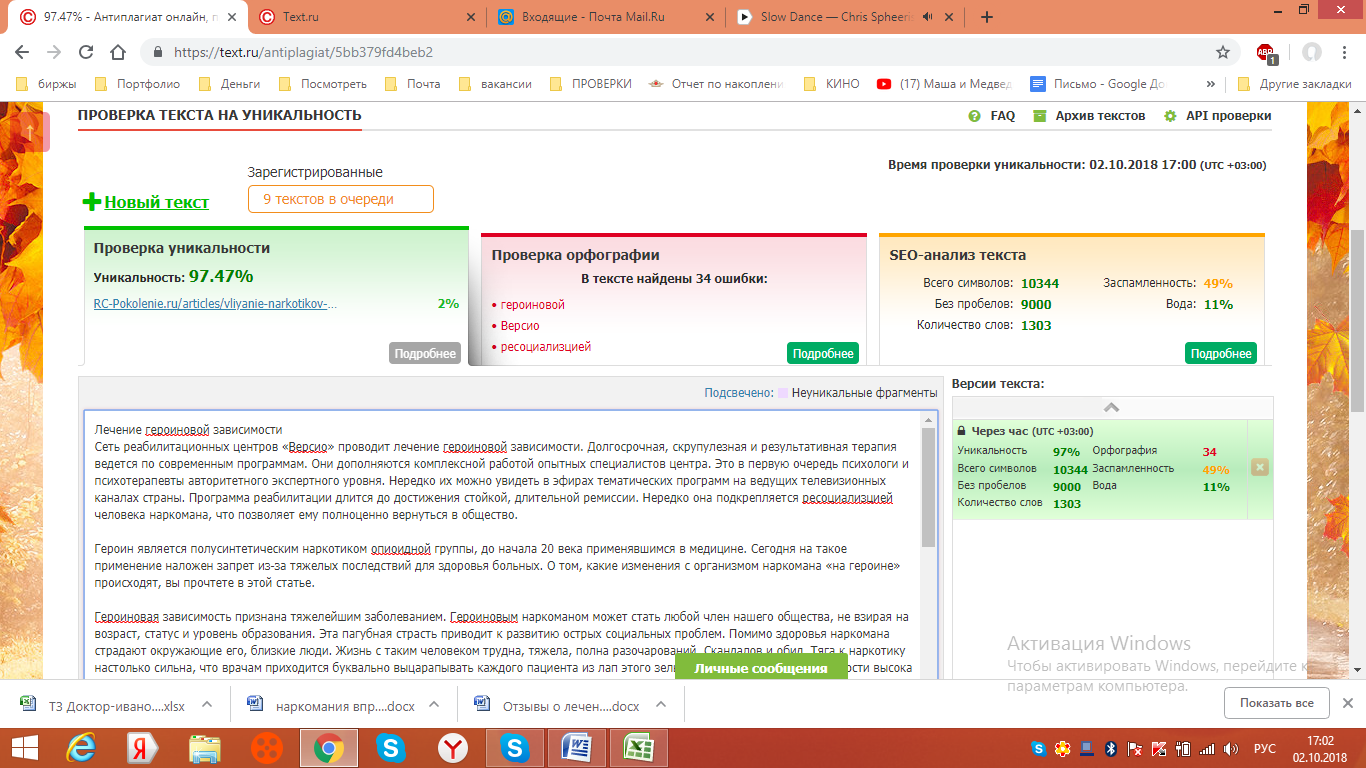 97.47% - Антиплагиат онлайн, п
Text.ru
Входящие - Почта Mail.Ru
Slow Dance — Chris Spheeri
https://text.ru/antiplagiat/5bb379fd4beb2
ABP
1
биржы
Портфолио
Деньги
Посмотреть
Почта
вакансии
ПРОВЕРКИ
Отчет по накоплени
КИНО
(17) Маша и Медвед
Письмо - Google До
»
Другие закладки
ПРОВЕРКА ТЕКСТА НА УНИКАЛЬНОСТЬ
FAQ
Архив текстов
API проверки
Время проверки уникальности: 02.10.2018 17:00 (UTC +03:00)
Зарегистрированные
Новый текст
9 текстов в очереди
Проверка уникальности
Уникальность: 97.47%
RC-Pokolenie.ru/articles/vliyanie-narkotikov-... 2%
Подробнее
Проверка орфографии
В тексте найдены 34 ошибки:
• героиновой
• Версио
• ресоциализцией
Подробнее
SEO-анализ текста
Всего символов: 10344 Заспамленность: 49%
Без пробелов: 9000 Вода: 11%
Количество слов: 1303
Подробнее
Подсвечено: Неуникальные фрагменты
Лечение героиновой зависимости
Сеть реабилитационных центров «Версио» проводит лечение героиновой зависимости. Долгосрочная, скрупулезная и результативная терапия
ведется по современным программам. Они дополняются комплексной работой опытных специалистов центра. Это в первую очередь психологи и
психотерапевты авторитетного экспертного уровня. Нередко их можно увидеть в эфирах тематических программ на ведущих телевизионных
каналах страны. Программа реабилитации длится до достижения стойкой, длительной ремиссии. Нередко она подкрепляется ресоциализцией
человека наркомана, что позволяет ему полноценно вернуться в общество.
Героин является полусинтетическим наркотиком опиоидной группы, до начала 20 века применявшимся в медицине. Сегодня на такое
применение наложен запрет из-за тяжелых последствий для здоровья больных. О том, какие изменения с организмом наркомана «на героине»
происходят, вы прочтете в этой статье.
Героиновая зависимость признана тяжелейшим заболеванием. Героиновым наркоманом может стать любой член нашего общества, не взирая на
возраст, статус и уровень образования. Эта пагубная страсть приводит к развитию острых социальных проблем. Помимо здоровья наркомана
страдают окружающие его, близкие люди. Жизнь с таким человеком трудна, тяжела, полна разочарований, Скандалов и обид. Тяга к наркотику
настолько сильна, что врачам приходится буквально выцарапывать каждого пациента из лап этого зель ости высока
Личные сообщения
Версии текста:
Через час (UTC +03:00)
Уникальность 97% Орфография 34
Всего символов 10344 Заспамленность 49%
Без пробелов 9000 Вода 11%
Количество слов 1303
Активация Windows
Чтобы активировать Windows, перейдите к
параметрам компьютера.
ТЗ Доктор-ивано....xlsx
наркомания впр....docx
Отзывы о лечен....docx
Показать все
РУС
17:02
02.10.2018